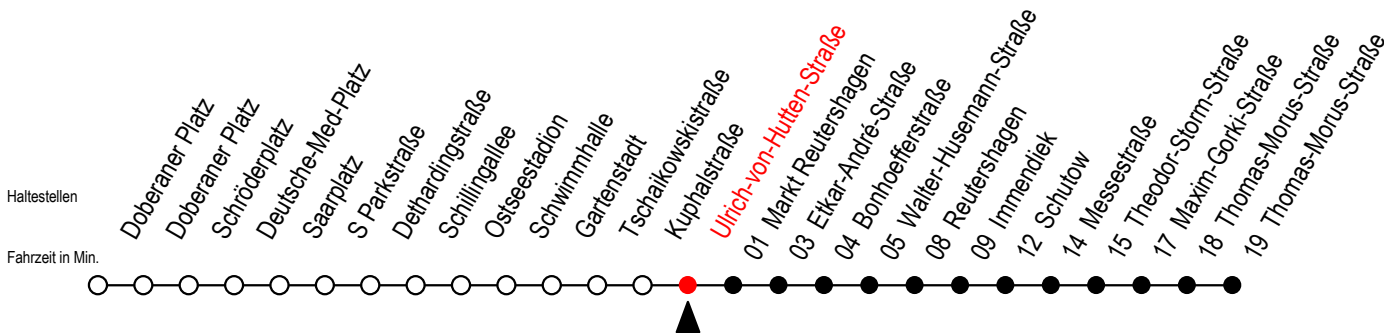 Haltestellen
Fahrzeit in Min.
Doberaner Platz
Doberaner Platz
Schröderplatz
Deutsche-Med-Platz
Saarplatz
S Parkstraße
Dethardingstraße
Schillingallee
Ostseestadion
Schwimmhalle
Gartenstadt
Tschaikowskistraße
Kuphalstraße
Ulrich-von-Hutten-Straße
01 Markt Reutershagen
03 Etkar-André-Straße
04 Bonhoefferstraße
05 Walter-Husemann-Straße
08 Reutershagen
09 Immendiek
12 Schutow
14 Messestraße
15 Theodor-Storm-Straße
17 Maxim-Gorki-Straße
18 Thomas-Morus-Straße
19 Thomas-Morus-Straße